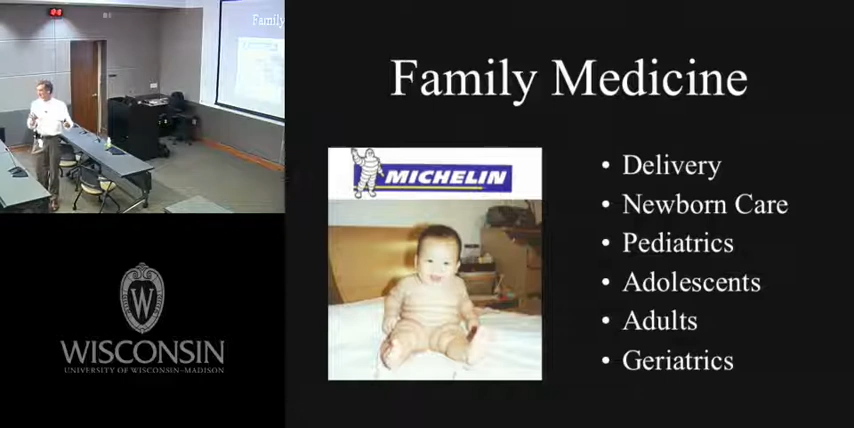 Family
Family Medicine
MICHELIN
• Delivery
• Newborn Care
• Pediatrics
• Adolescents
• Adults
• Geriatrics
W
WISCONSIN
UNIVERSITY OF WISCONSIN–MADISON